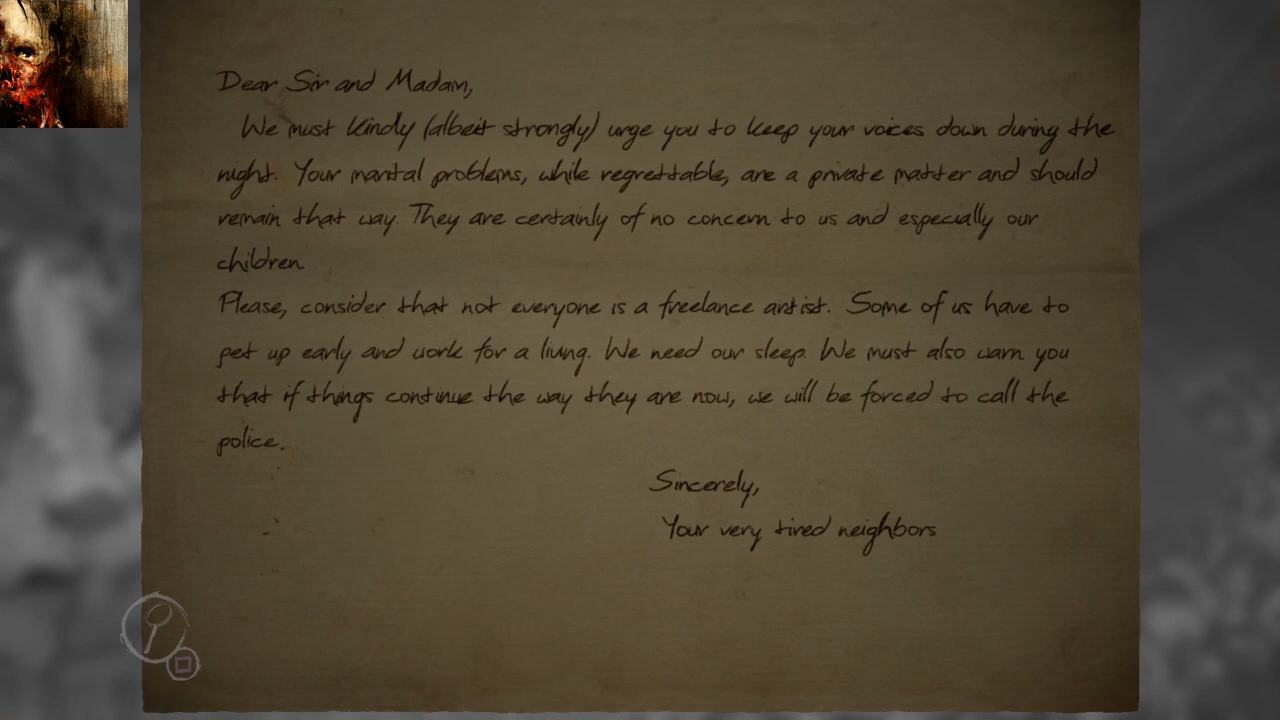 Dear Sir and Madam,
We must kindly (albeit strongly) urge you to keep your voices down during the
night. Your marital problems, while regrettable, are a private matter and should
remain that way. They are certainly of no concern to us and especially our
children.
Please, consider that not everyone is a freelance artist. Some of us have to
get up early and work for a living. We need our sleep. We must also warn you
that if things continue the way they are now, we will be forced to call the
police.
Sincerely,
Your very tired neighbors